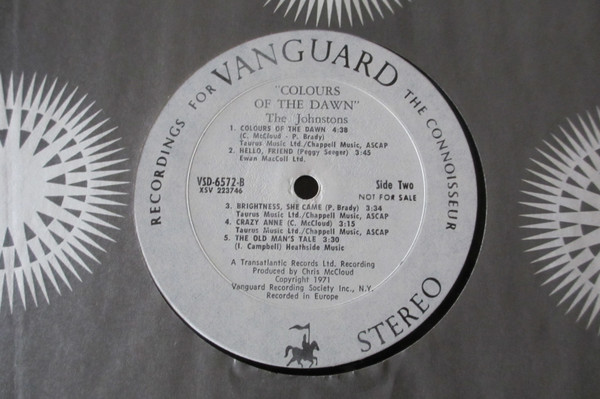 RECORDINGS FOR VANGUARD THE CONNOISSEUR
"COLOURS
OF THE DAWN"
The Johnstons
1. COLOURS OF THE DAWN 4:38
(C. McCloud - P. Brady)
Taurus Music Ltd./Chappell Music, ASCAP
2. HELLO, FRIEND (Peggy Seeger) 3:45
Ewan MacColl Ltd.
VSD-6572-B
XSV 223746
Side Two
NOT FOR SALE
3. BRIGHTNESS, SHE CAME (P. Brady) 3:34
Taurus Music Ltd./Chappell Music, ASCAP
4. CRAZY ANNE (C. McCloud) 3:15
Taurus Music Ltd./Chappell Music, ASCAP
5. THE OLD MAN'S TALE 3:30
(I. Campbell) Heathside Music
A Transatlantic Records Ltd. Recording
Produced by Chris McCloud
Copyright 1971
Vanguard Recording Society Inc., N.Y.
Recorded in Europe
STEREO